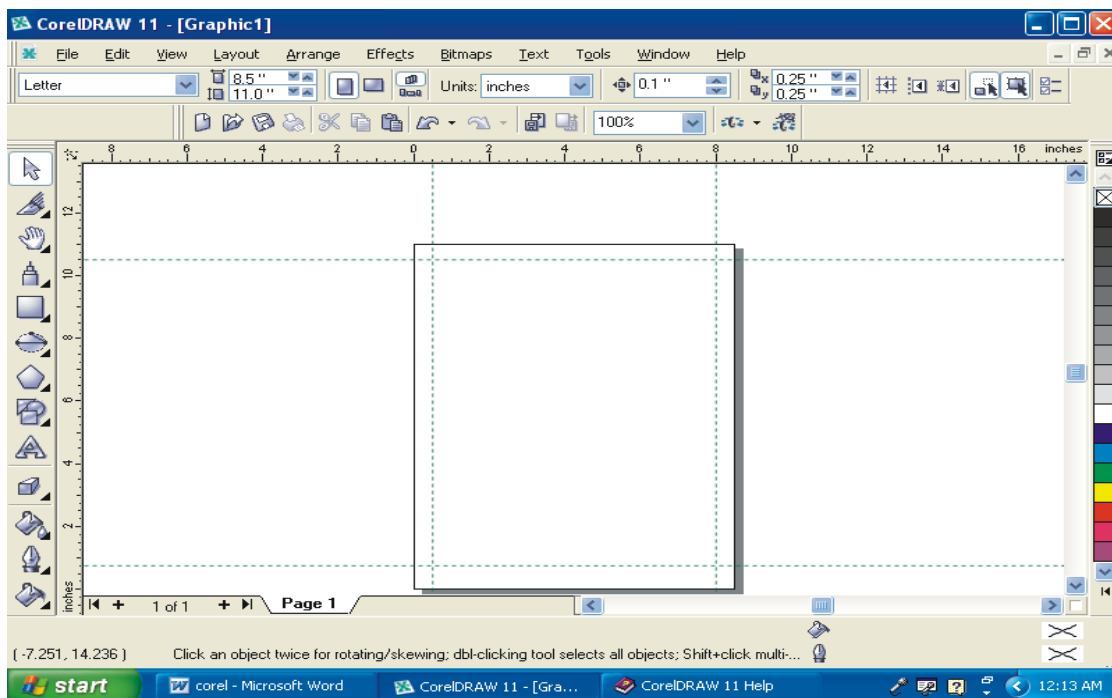 CorelDRAW 11 - [Graphic1]
File Edit View Layout Arrange Effects Bitmaps Text Tools Window Help
Letter 8.5 " 11.0 " Units: inches 0.1 " x 0.25 " y 0.25 "
100%
8 6 4 2 0 2 4 6 8 10 12 14 16 inches
12
10
8
6
4
2
inches
1 of 1 Page 1
( -7.251, 14.236 ) Click an object twice for rotating/skewing; dbl-clicking tool selects all objects; Shift+click multi-...
start corel - Microsoft Word CorelDRAW 11 - [Gra... CorelDRAW 11 Help 12:13 AM